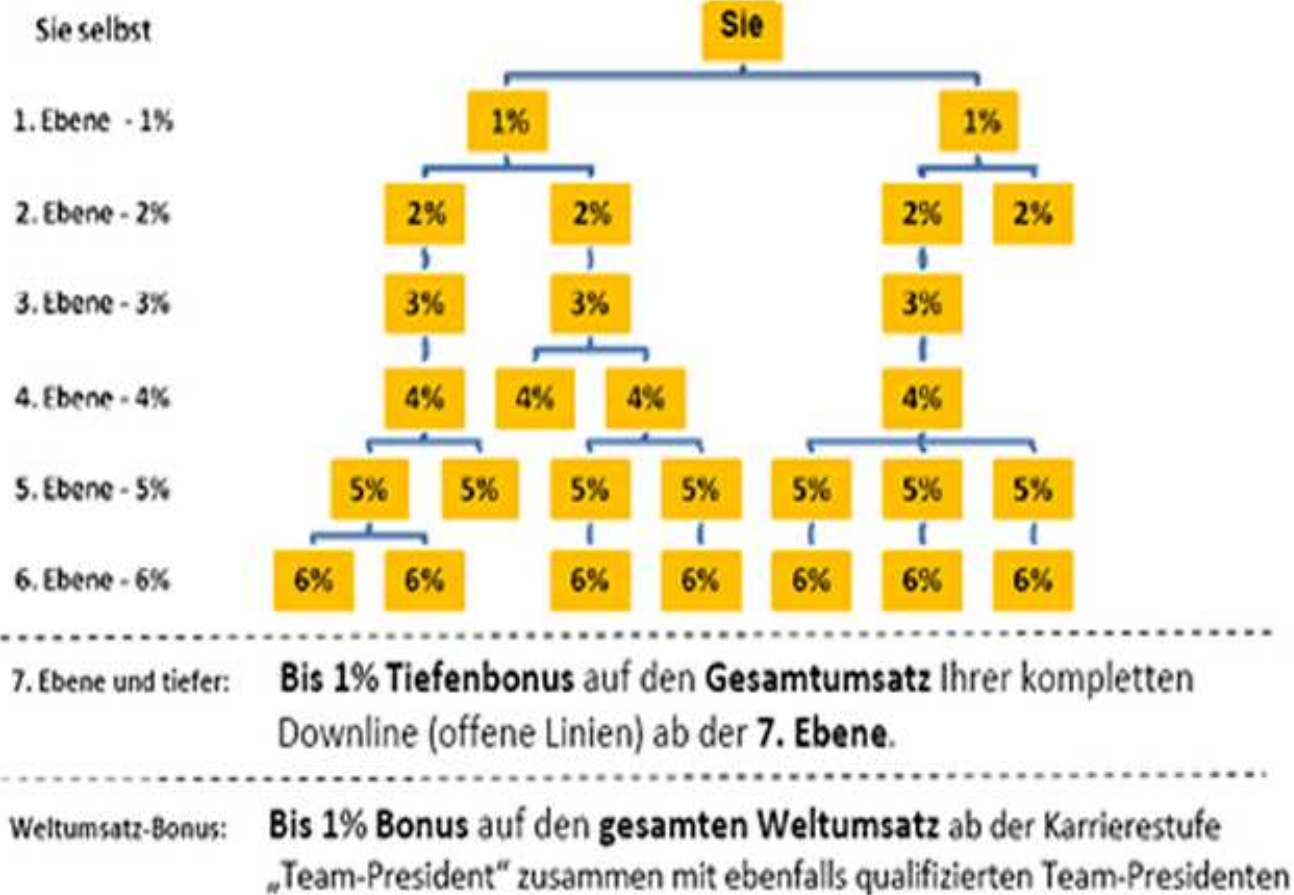 Sie selbst Sie
1. Ebene - 1% 1% 1%
2. Ebene - 2% 2% 2% 2% 2%
3. Ebene - 3% 3% 3% 3%
4. Ebene - 4% 4% 4% 4% 4%
5. Ebene - 5% 5% 5% 5% 5% 5% 5% 5%
6. Ebene - 6% 6% 6% 6% 6% 6% 6% 6%
7. Ebene und tiefer: Bis 1% Tiefenbonus auf den Gesamtumsatz Ihrer kompletten
Downline (offene Linien) ab der 7. Ebene.
Weltumsatz-Bonus: Bis 1% Bonus auf den gesamten Weltumsatz ab der Karrierestufe
„Team-President“ zusammen mit ebenfalls qualifizierten Team-Presidenten